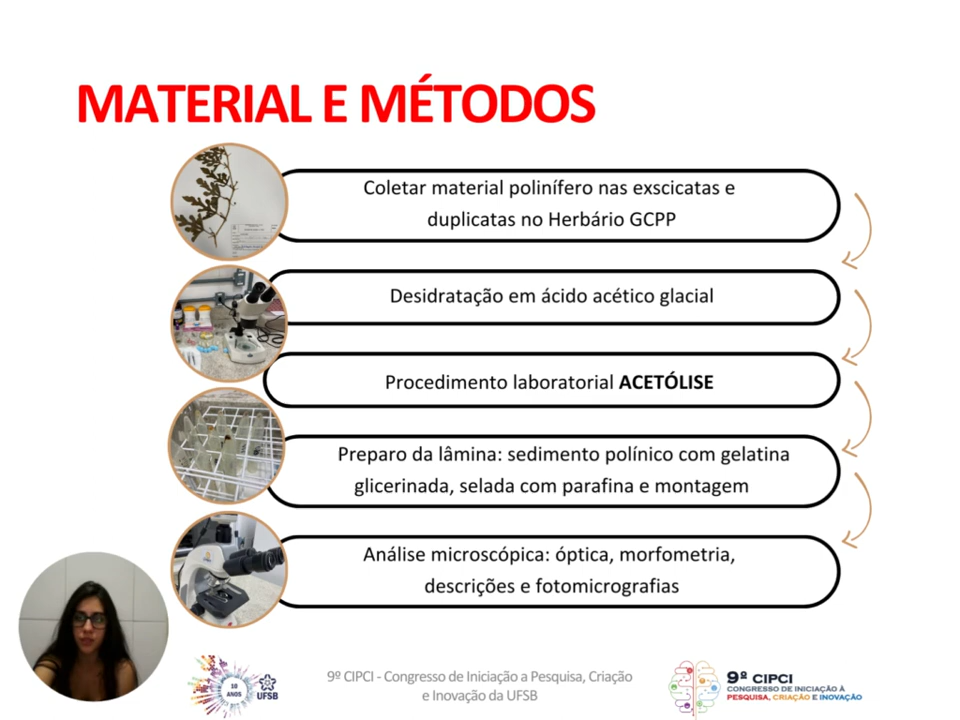 MATERIAL E MÉTODOS
Coletar material polinífero nas exscicatas e
duplicatas no Herbário GCPP
Desidratação em ácido acético glacial
Procedimento laboratorial ACETÓLISE
Preparo da lâmina: sedimento polínico com gelatina
glicerinada, selada com parafina e montagem
Análise microscópica: óptica, morfometria,
descrições e fotomicrografias
10
ANOS
UFSB
9º CIPCI - Congresso de Iniciação a Pesquisa, Criação
e Inovação da UFSB
9º CIPCI
CONGRESSO DE INICIAÇÃO À
PESQUISA, CRIAÇÃO E INOVAÇÃO